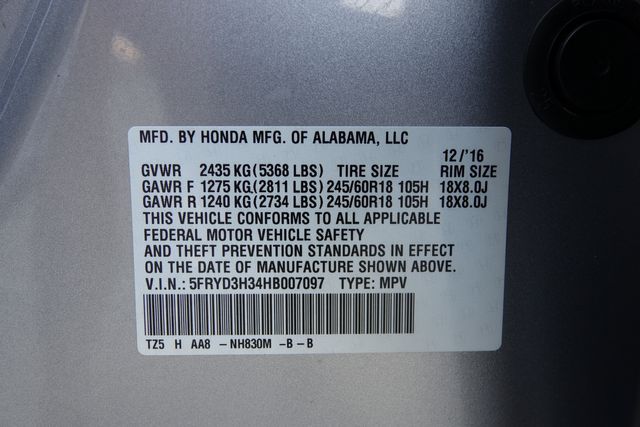 MFD. BY HONDA MFG. OF ALABAMA, LLC
12/'16
GVWR 2435 KG(5368 LBS) TIRE SIZE RIM SIZE
GAWR F 1275 KG(2811 LBS) 245/60R18 105H 18X8.0J
GAWR R 1240 KG(2734 LBS) 245/60R18 105H 18X8.0J
THIS VEHICLE CONFORMS TO ALL APPLICABLE
FEDERAL MOTOR VEHICLE SAFETY
AND THEFT PREVENTION STANDARDS IN EFFECT
ON THE DATE OF MANUFACTURE SHOWN ABOVE.
V.I.N.: 5FRYD3H34HB007097 TYPE: MPV
TZ5 H AA8 -NH830M -B-B